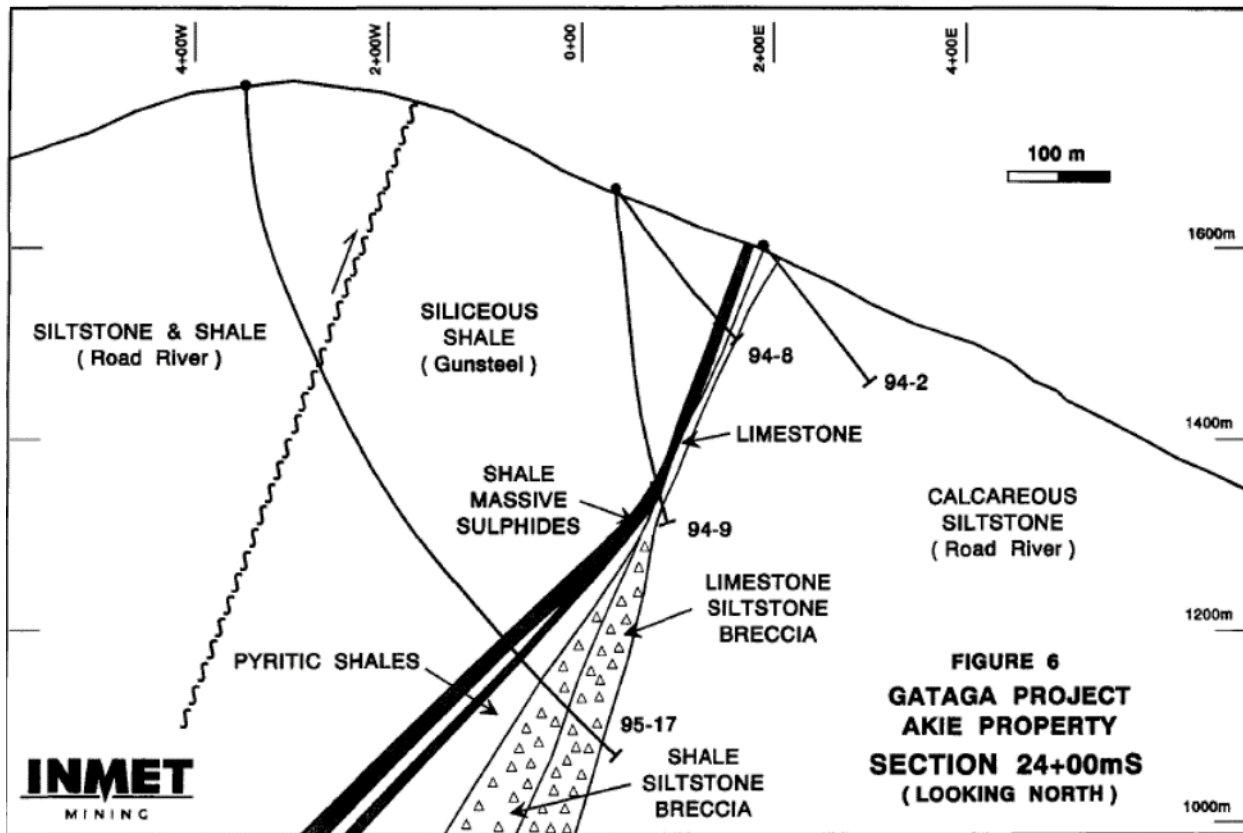 4+00W
2+00W
0+00
2+00E
4+00E
100 m
1600m
SILTSTONE & SHALE
( Road River )
SILICEOUS
SHALE
( Gunsteel )
94-8
94-2
1400m
LIMESTONE
SHALE
MASSIVE
SULPHIDES
94-9
CALCAREOUS
SILTSTONE
( Road River )
LIMESTONE
SILTSTONE
BRECCIA
1200m
PYRITIC SHALES
95-17
SHALE
SILTSTONE
BRECCIA
FIGURE 6
GATAGA PROJECT
AKIE PROPERTY
SECTION 24+00mS
( LOOKING NORTH )
INMET
MINING
1000m